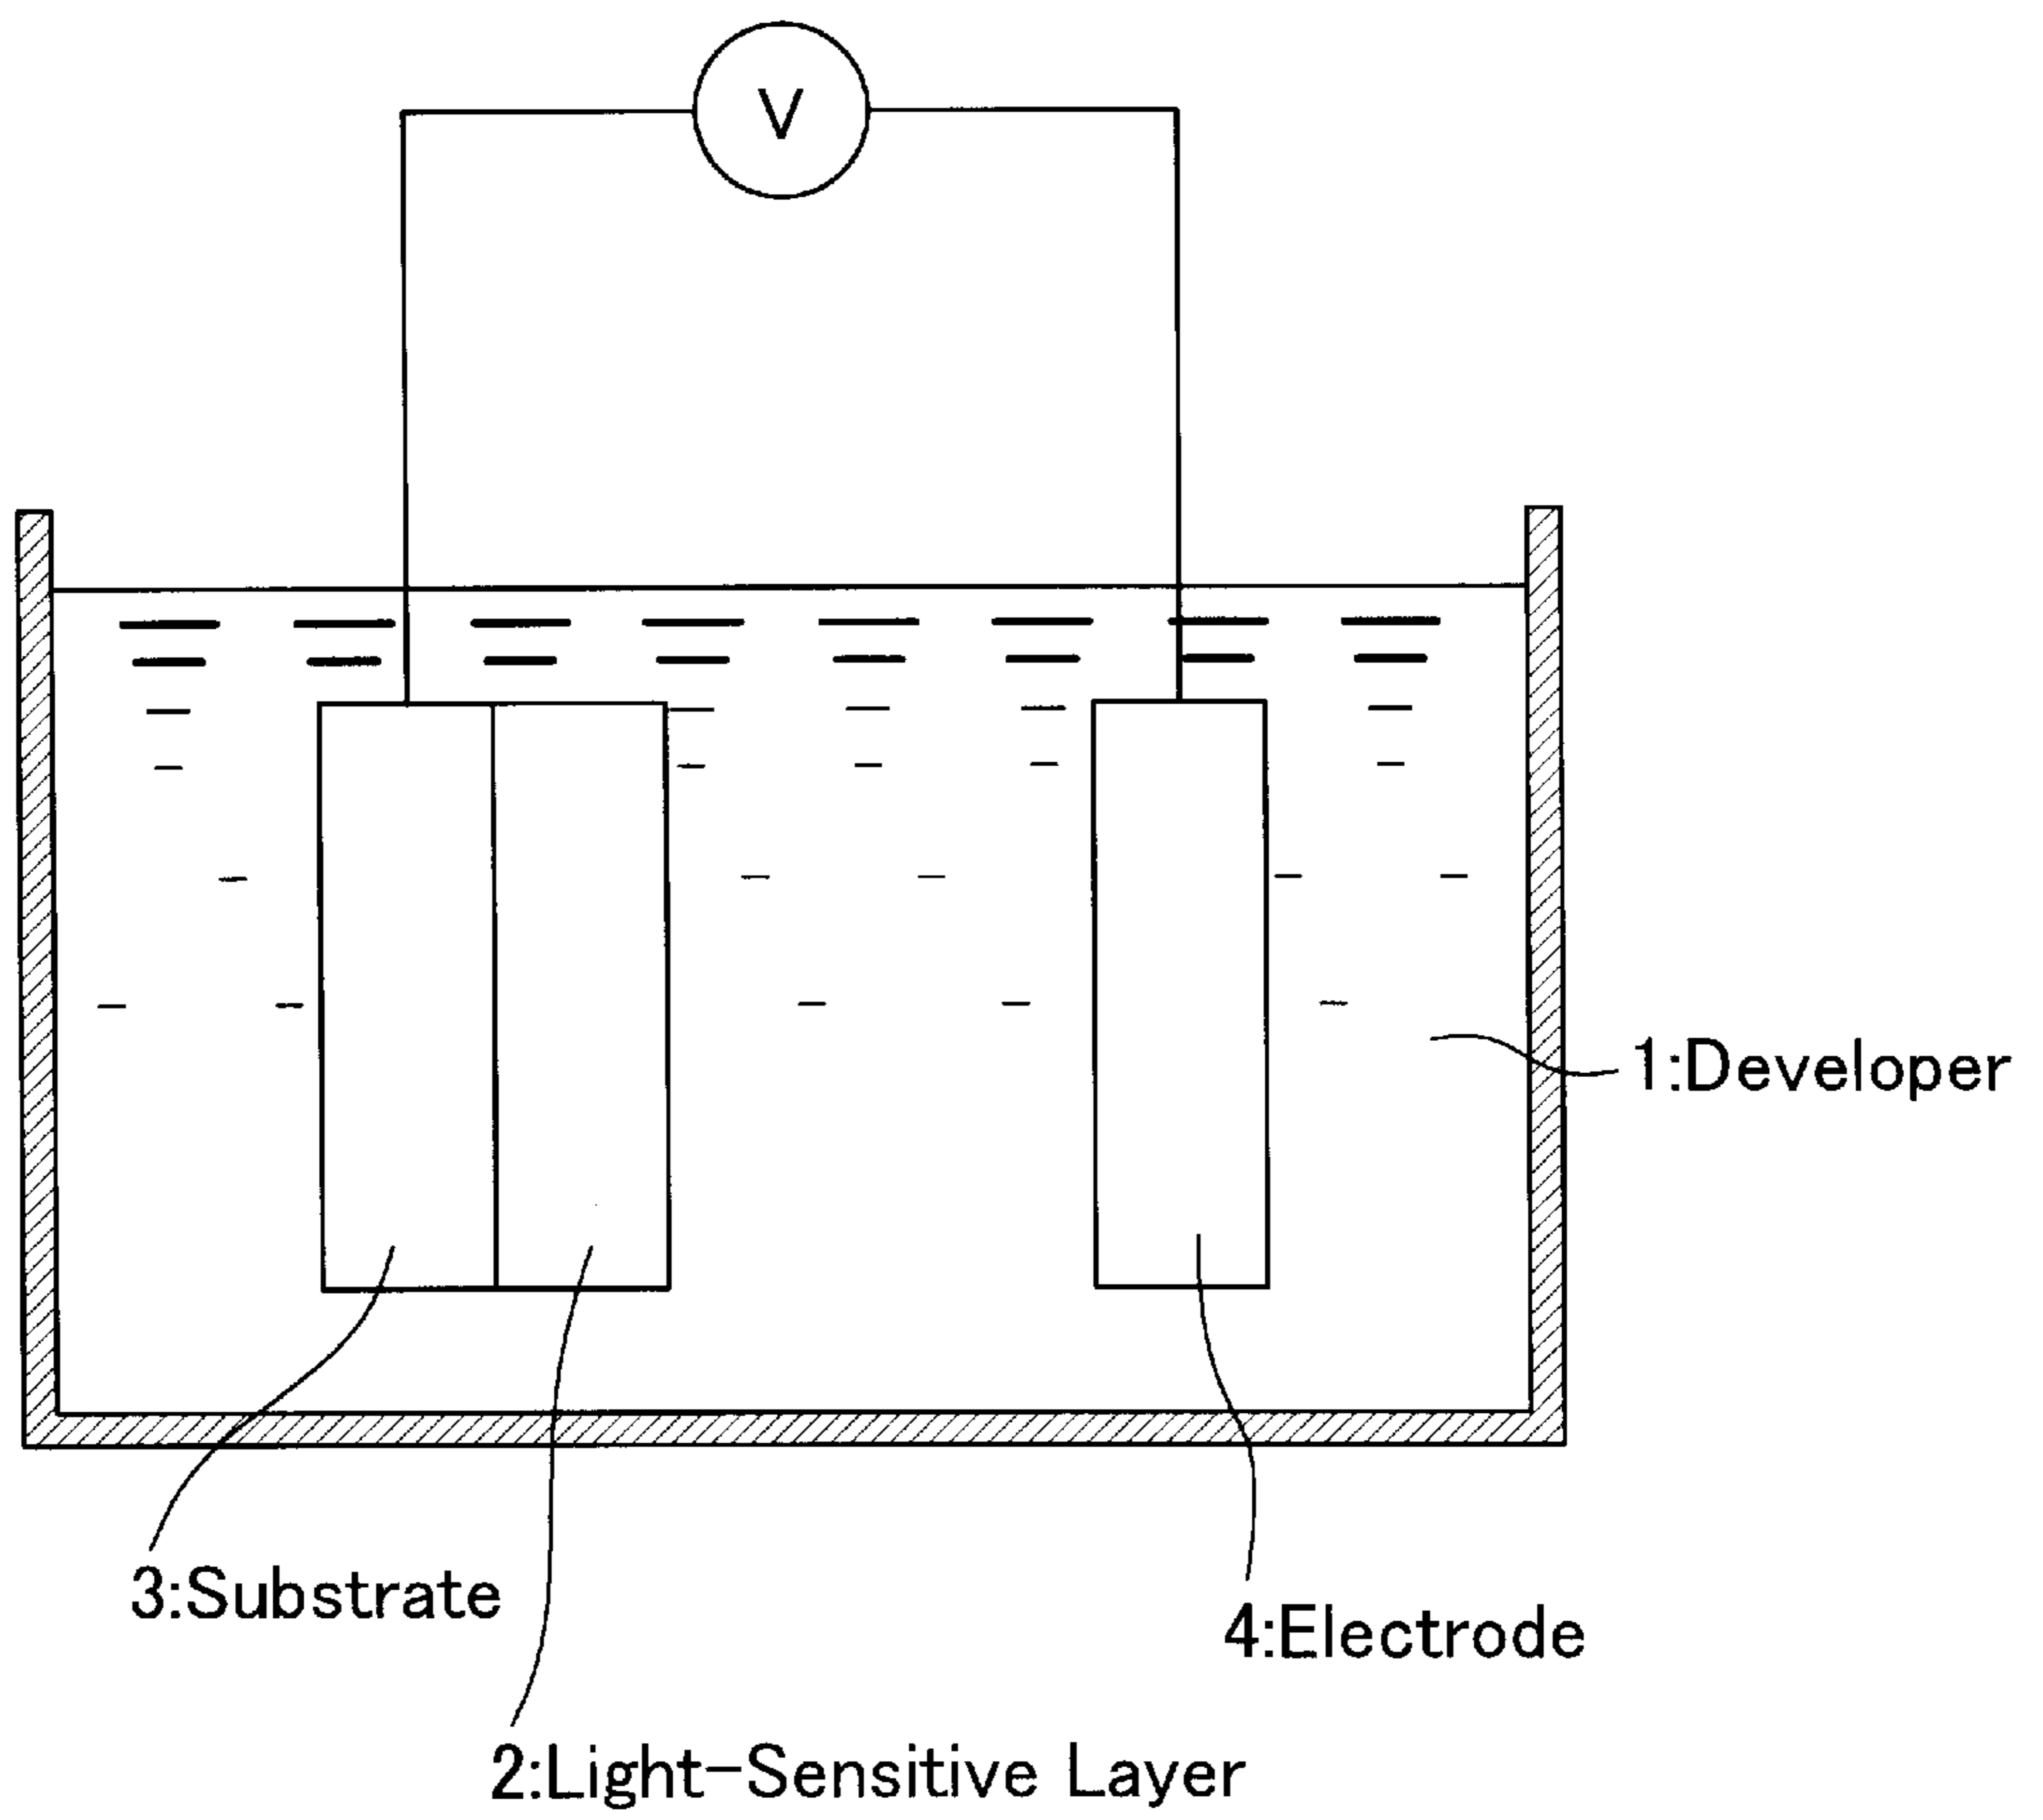 V
1:Developer
3:Substrate
4:Electrode
2:Light-Sensitive Layer